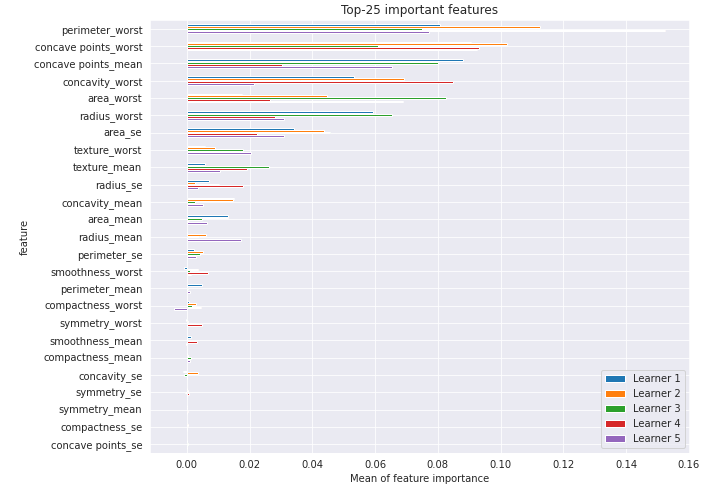 Top-25 important features
perimeter_worst
concave points_worst
concave points_mean
concavity_worst
area_worst
radius_worst
area_se
texture_worst
texture_mean
radius_se
concavity_mean
area_mean
radius_mean
perimeter_se
smoothness_worst
perimeter_mean
compactness_worst
symmetry_worst
smoothness_mean
compactness_mean
concavity_se
symmetry_se
symmetry_mean
compactness_se
concave points_se
feature
Learner 1
Learner 2
Learner 3
Learner 4
Learner 5
0.00 0.02 0.04 0.06 0.08 0.10 0.12 0.14 0.16
Mean of feature importance